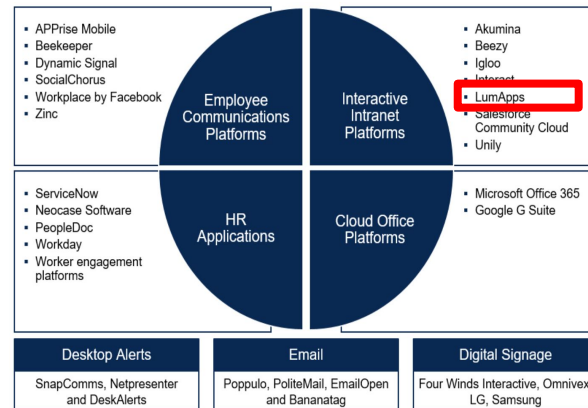 ▪ APPrise Mobile
▪ Beekeeper
▪ Dynamic Signal
▪ SocialChorus
▪ Workplace by Facebook
▪ Zinc
Employee
Communications
Platforms
Interactive
Intranet
Platforms
▪ Akumina
▪ Beezy
▪ Igloo
▪ Interact
▪ LumApps
▪ Salesforce
Community Cloud
▪ Unily
▪ ServiceNow
▪ Neocase Software
▪ PeopleDoc
▪ Workday
▪ Worker engagement
platforms
HR
Applications
Cloud Office
Platforms
▪ Microsoft Office 365
▪ Google G Suite
Desktop Alerts
SnapComms, Netpresenter
and DeskAlerts
Email
Poppulo, PoliteMail, EmailOpen
and Bananatag
Digital Signage
Four Winds Interactive, Omnivex
LG, Samsung